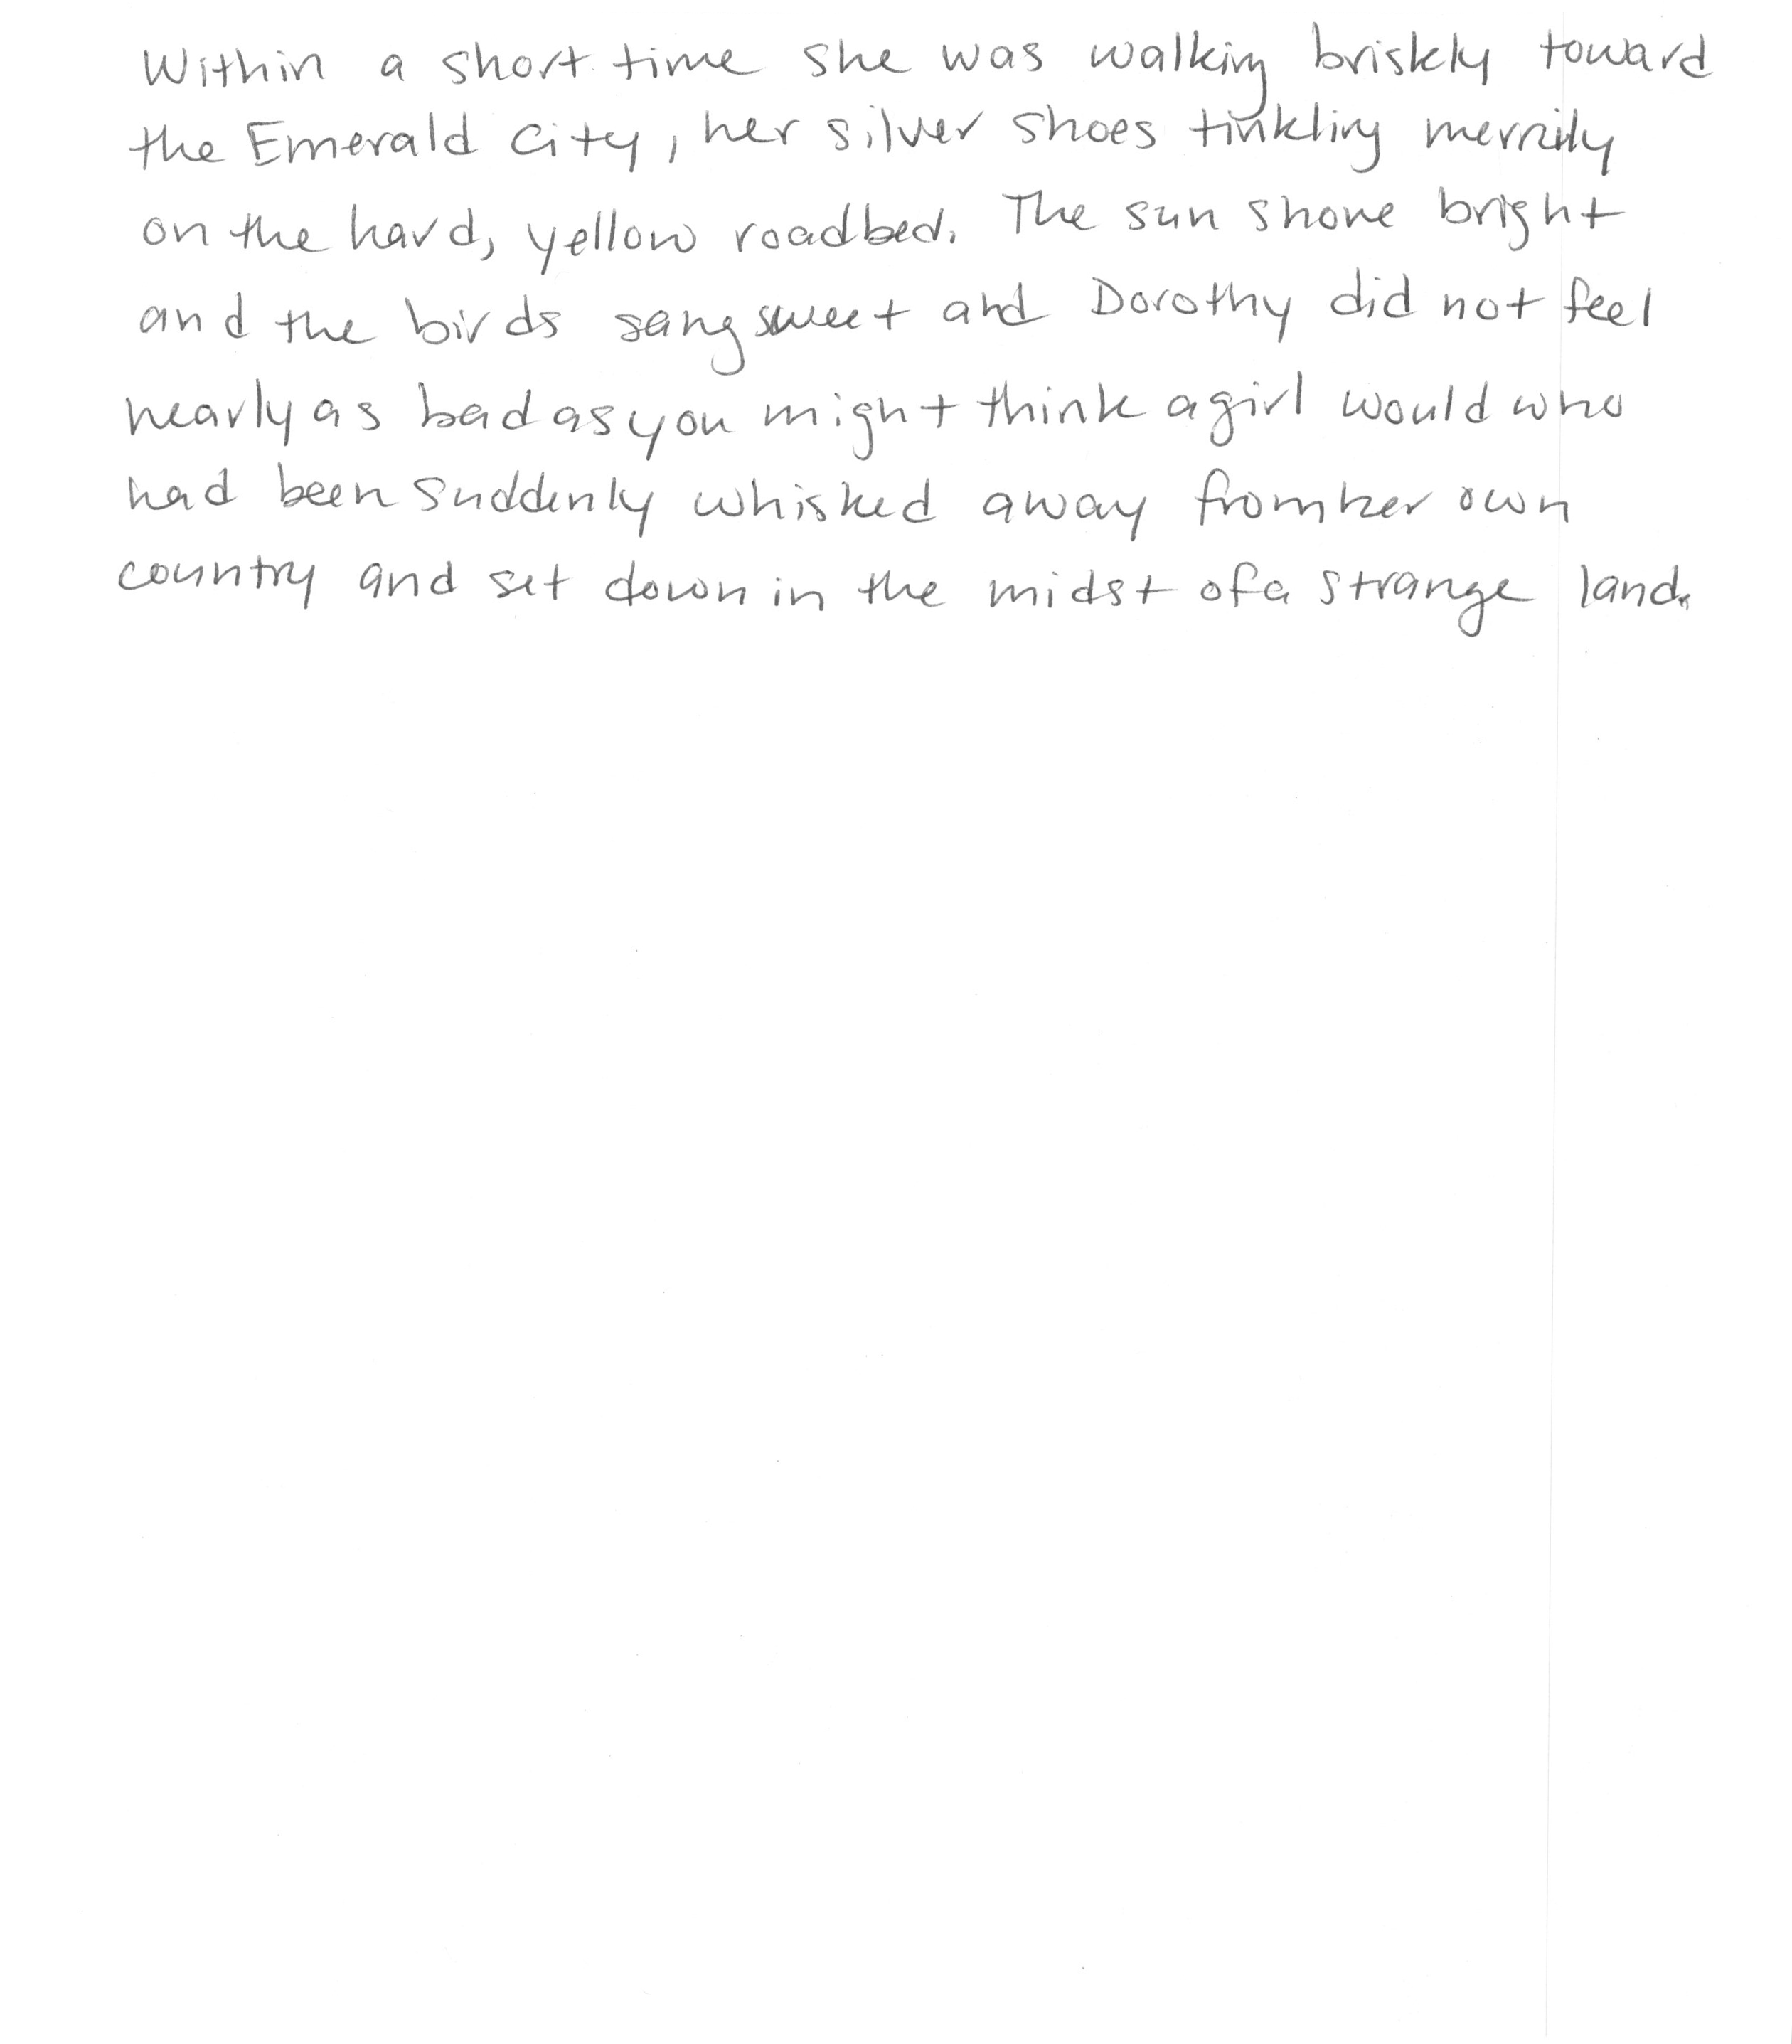 Within a short time she was walking briskly toward
the Emerald City, her silver shoes tinkling merrily
on the hard, yellow roadbed. The sun shone bright
and the birds sang sweet and Dorothy did not feel
nearly as bad as you might think a girl would who
had been suddenly whisked away from her own
country and set down in the midst of a strange land.